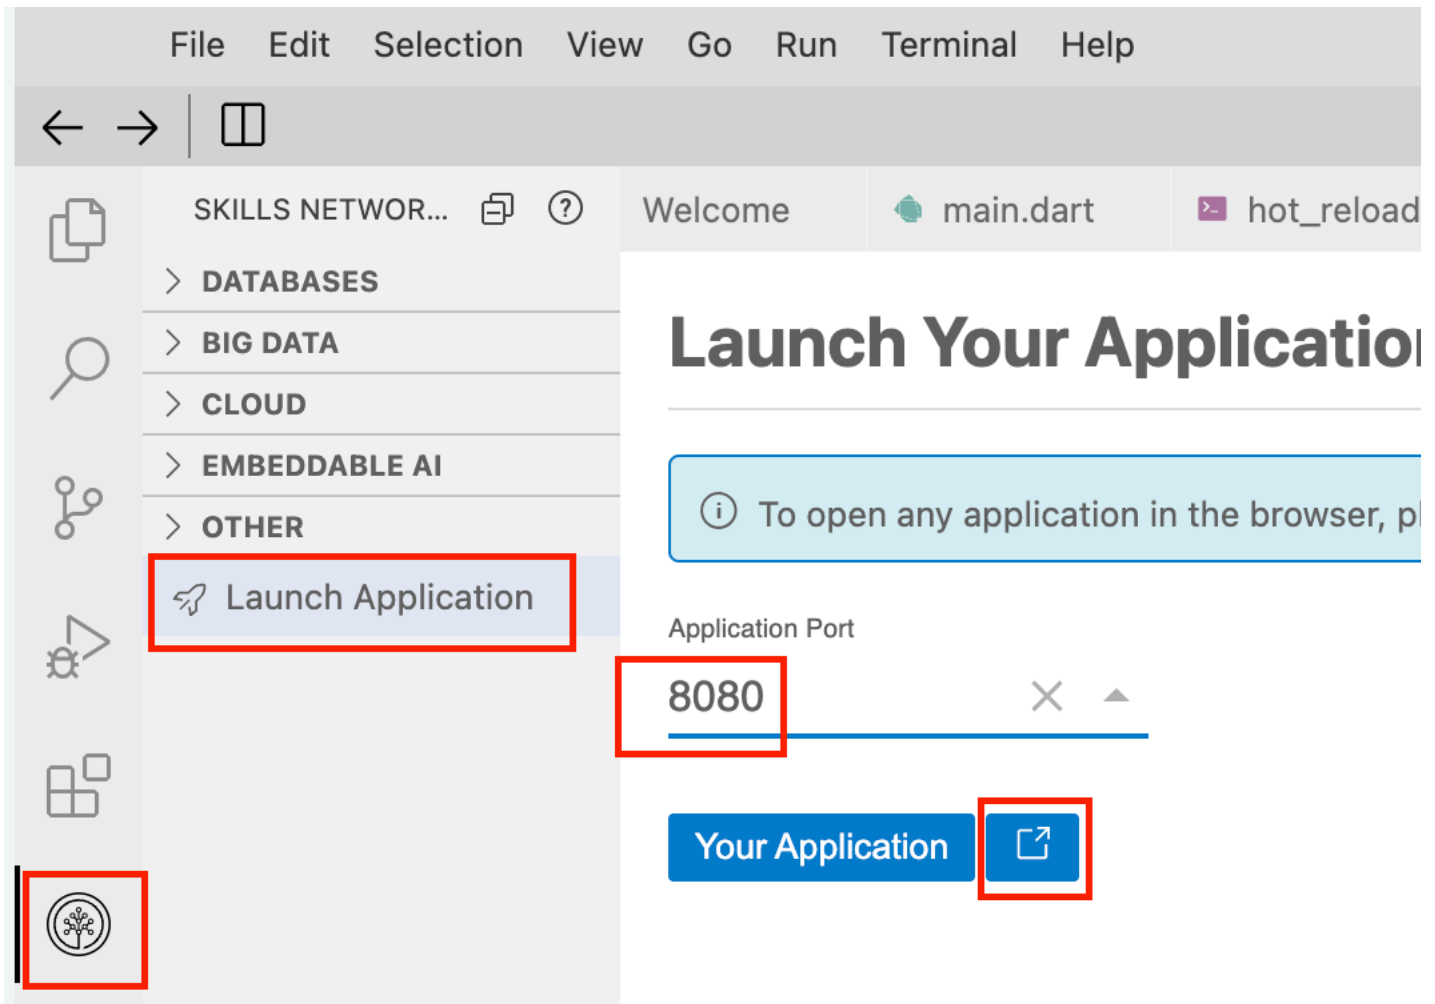 File Edit Selection View Go Run Terminal Help
SKILLS NETWOR...
Welcome main.dart hot_reload
DATABASES
BIG DATA
CLOUD
EMBEDDABLE AI
OTHER
Launch Application
Launch Your Application
To open any application in the browser, pl
Application Port
8080
Your Application